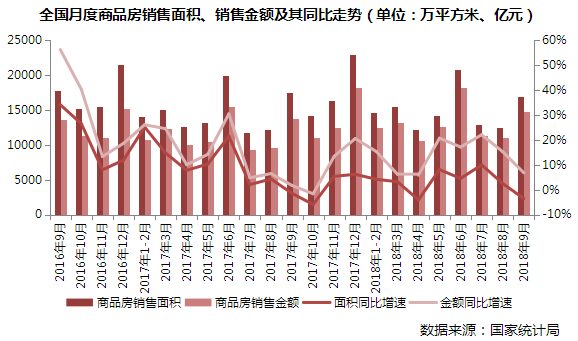 全国月度商品房销售面积、销售金额及其同比走势（单位：万平方米、亿元）
25000
20000
15000
10000
5000
0
60%
50%
40%
30%
20%
10%
0%
-10%
2016年9月
2016年10月
2016年11月
2016年12月
2017年1-2月
2017年3月
2017年4月
2017年5月
2017年6月
2017年7月
2017年8月
2017年9月
2017年10月
2017年11月
2017年12月
2018年1-2月
2018年3月
2018年4月
2018年5月
2018年6月
2018年7月
2018年8月
2018年9月
商品房销售面积 商品房销售金额 面积同比增速 金额同比增速
数据来源：国家统计局